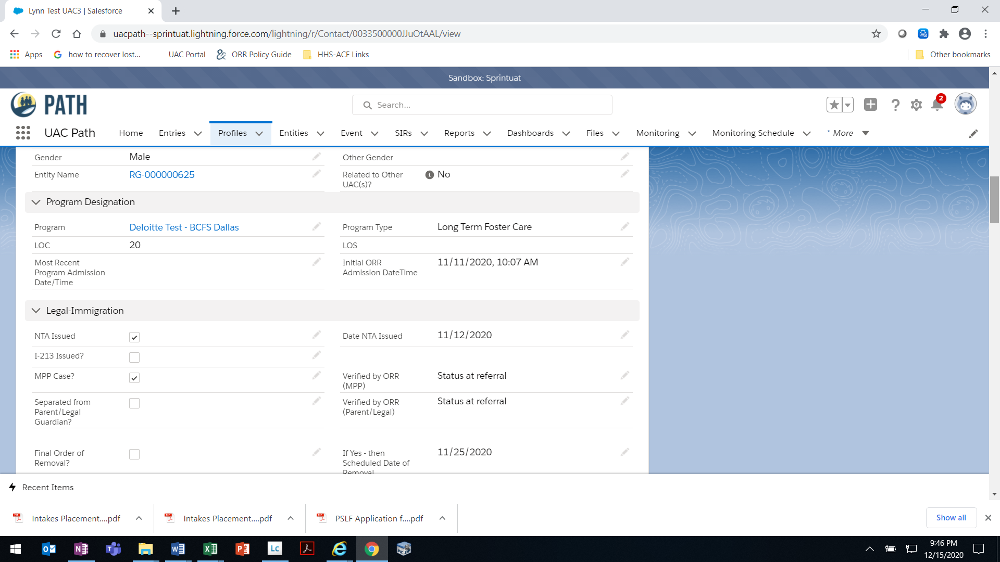 Lynn Test UAC3 | Salesforce
uacpath--sprintuat.lightning.force.com/lightning/r/Contact/0033500000JJuOtAAL/view
Apps how to recover lost... UAC Portal ORR Policy Guide HHS-ACF Links Other bookmarks
Sandbox: Sprintuat
PATH Search... 2
UAC Path Home Entries Profiles Entities Event SIRs Reports Dashboards Files Monitoring Monitoring Schedule * More
Gender Male Other Gender
Entity Name RG-000000625 Related to Other UAC(s)? No
Program Designation
Program Deloitte Test - BCFS Dallas Program Type Long Term Foster Care
LOC 20 LOS
Most Recent Program Admission Date/Time Initial ORR Admission DateTime 11/11/2020, 10:07 AM
Legal-Immigration
NTA Issued Date NTA Issued 11/12/2020
I-213 Issued?
MPP Case? Verified by ORR (MPP) Status at referral
Separated from Parent/Legal Guardian? Verified by ORR (Parent/Legal) Status at referral
Final Order of Removal? If Yes - then Scheduled Date of Removal 11/25/2020
Recent Items
Intakes Placement....pdf Intakes Placement....pdf PSLF Application f....pdf Show all
9:46 PM
12/15/2020